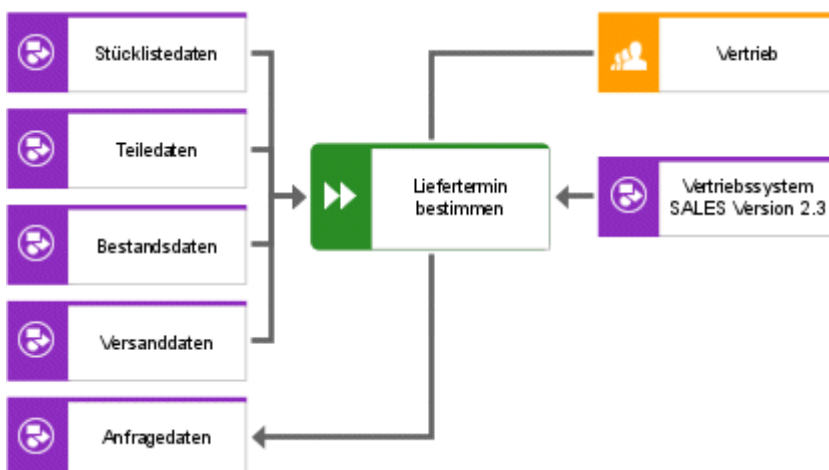 Stücklistedaten
Vertrieb
Teiledaten
Liefertermin
bestimmen
Vertriebssystem
SALES Version 2.3
Bestandsdaten
Versanddaten
Anfragedaten